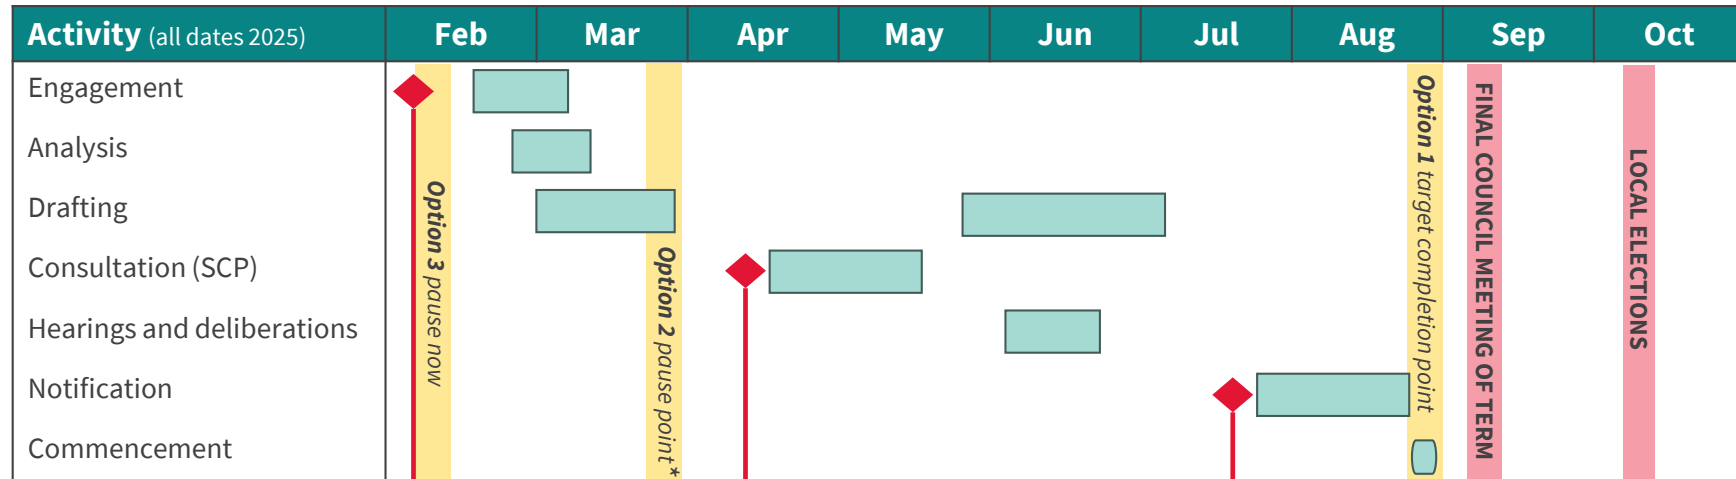 Activity (all dates 2025) Feb Mar Apr May Jun Jul Aug Sep Oct
Engagement
Analysis
Drafting
Consultation (SCP)
Hearings and deliberations
Notification
Commencement
Option 3 pause now
Option 2 pause point*
Option 1 target completion point
FINAL COUNCIL MEETING OF TERM
LOCAL ELECTIONS